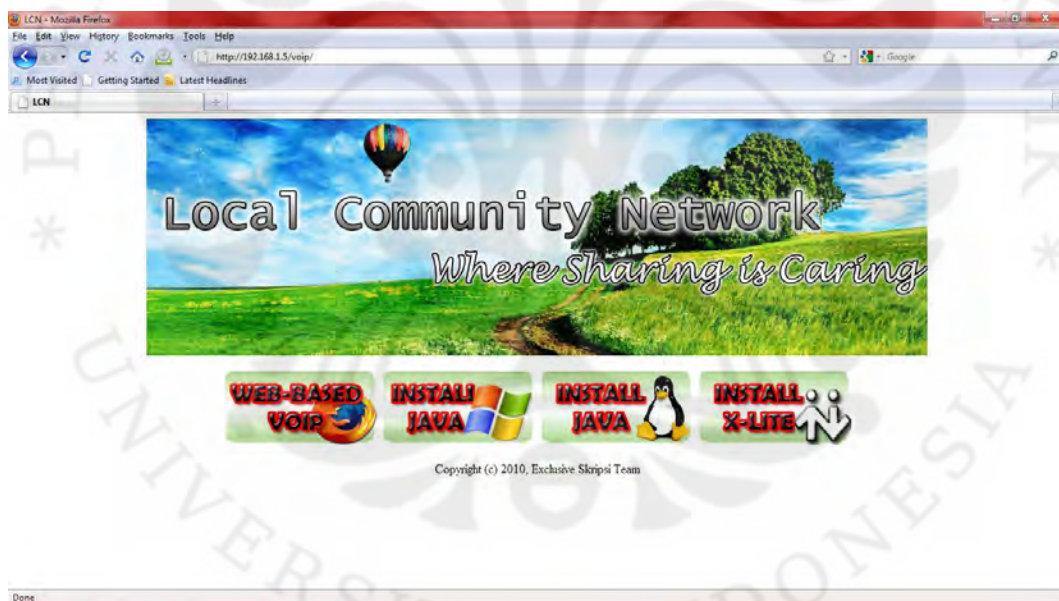 LCN - Mozilla Firefox
File Edit View History Bookmarks Tools Help
http://192.168.1.5/voip/
Google
Most Visited Getting Started Latest Headlines
LCN
Local Community Network
Where Sharing is Caring
WEB-BASED VOIP
INSTALL JAVA
INSTALL JAVA
INSTALL X-LITE
Copyright (c) 2010, Exclusive Skripsi Team
Done